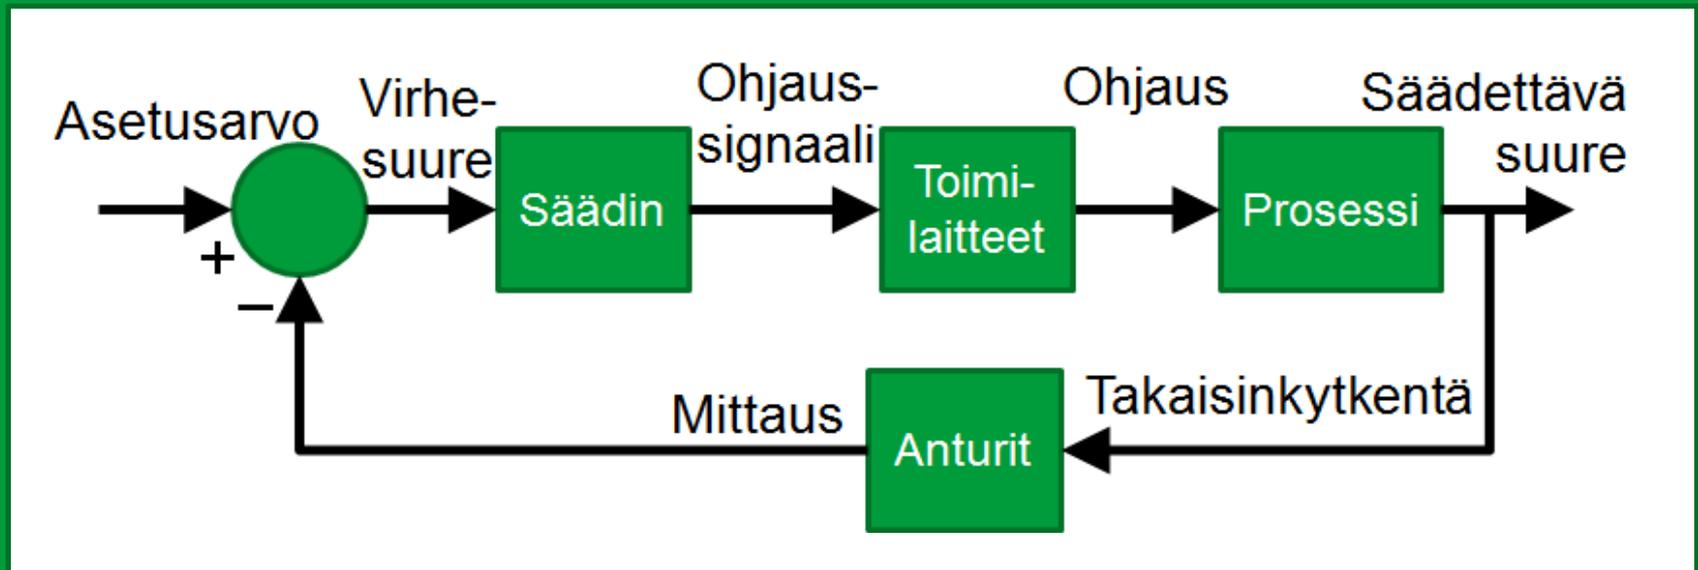 Asetusarvo
Virhe-
suure
Ohjaus-
signaali
Ohjaus
Säädettävä
suure
+
–
Säädin
Toimi-
laitteet
Prosessi
Mittaus
Anturit
Takaisinkytkentä